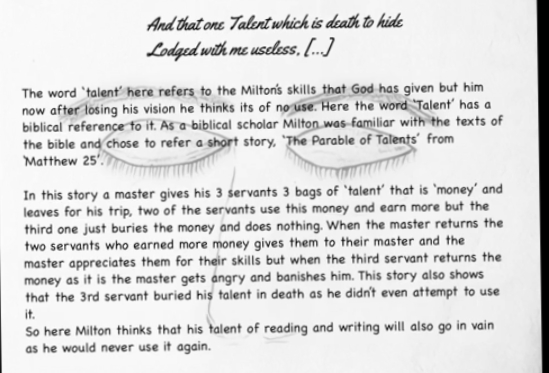 And that one Talent which is death to hide
Lodged with me useless, [...]
The word 'talent' here refers to the Milton's skills that God has given but him
now after losing his vision he thinks its of no use. Here the word 'Talent' has a
biblical reference to it. As a biblical scholar Milton was familiar with the texts of
the bible and chose to refer a short story, 'The Parable of Talents' from
'Matthew 25'.
In this story a master gives his 3 servants 3 bags of 'talent' that is 'money' and
leaves for his trip, two of the servants use this money and earn more but the
third one just buries the money and does nothing. When the master returns the
two servants who earned more money gives them to their master and the
master appreciates them for their skills but when the third servant returns the
money as it is the master gets angry and banishes him. This story also shows
that the 3rd servant buried his talent in death as he didn't even attempt to use
it.
So here Milton thinks that his talent of reading and writing will also go in vain
as he would never use it again.